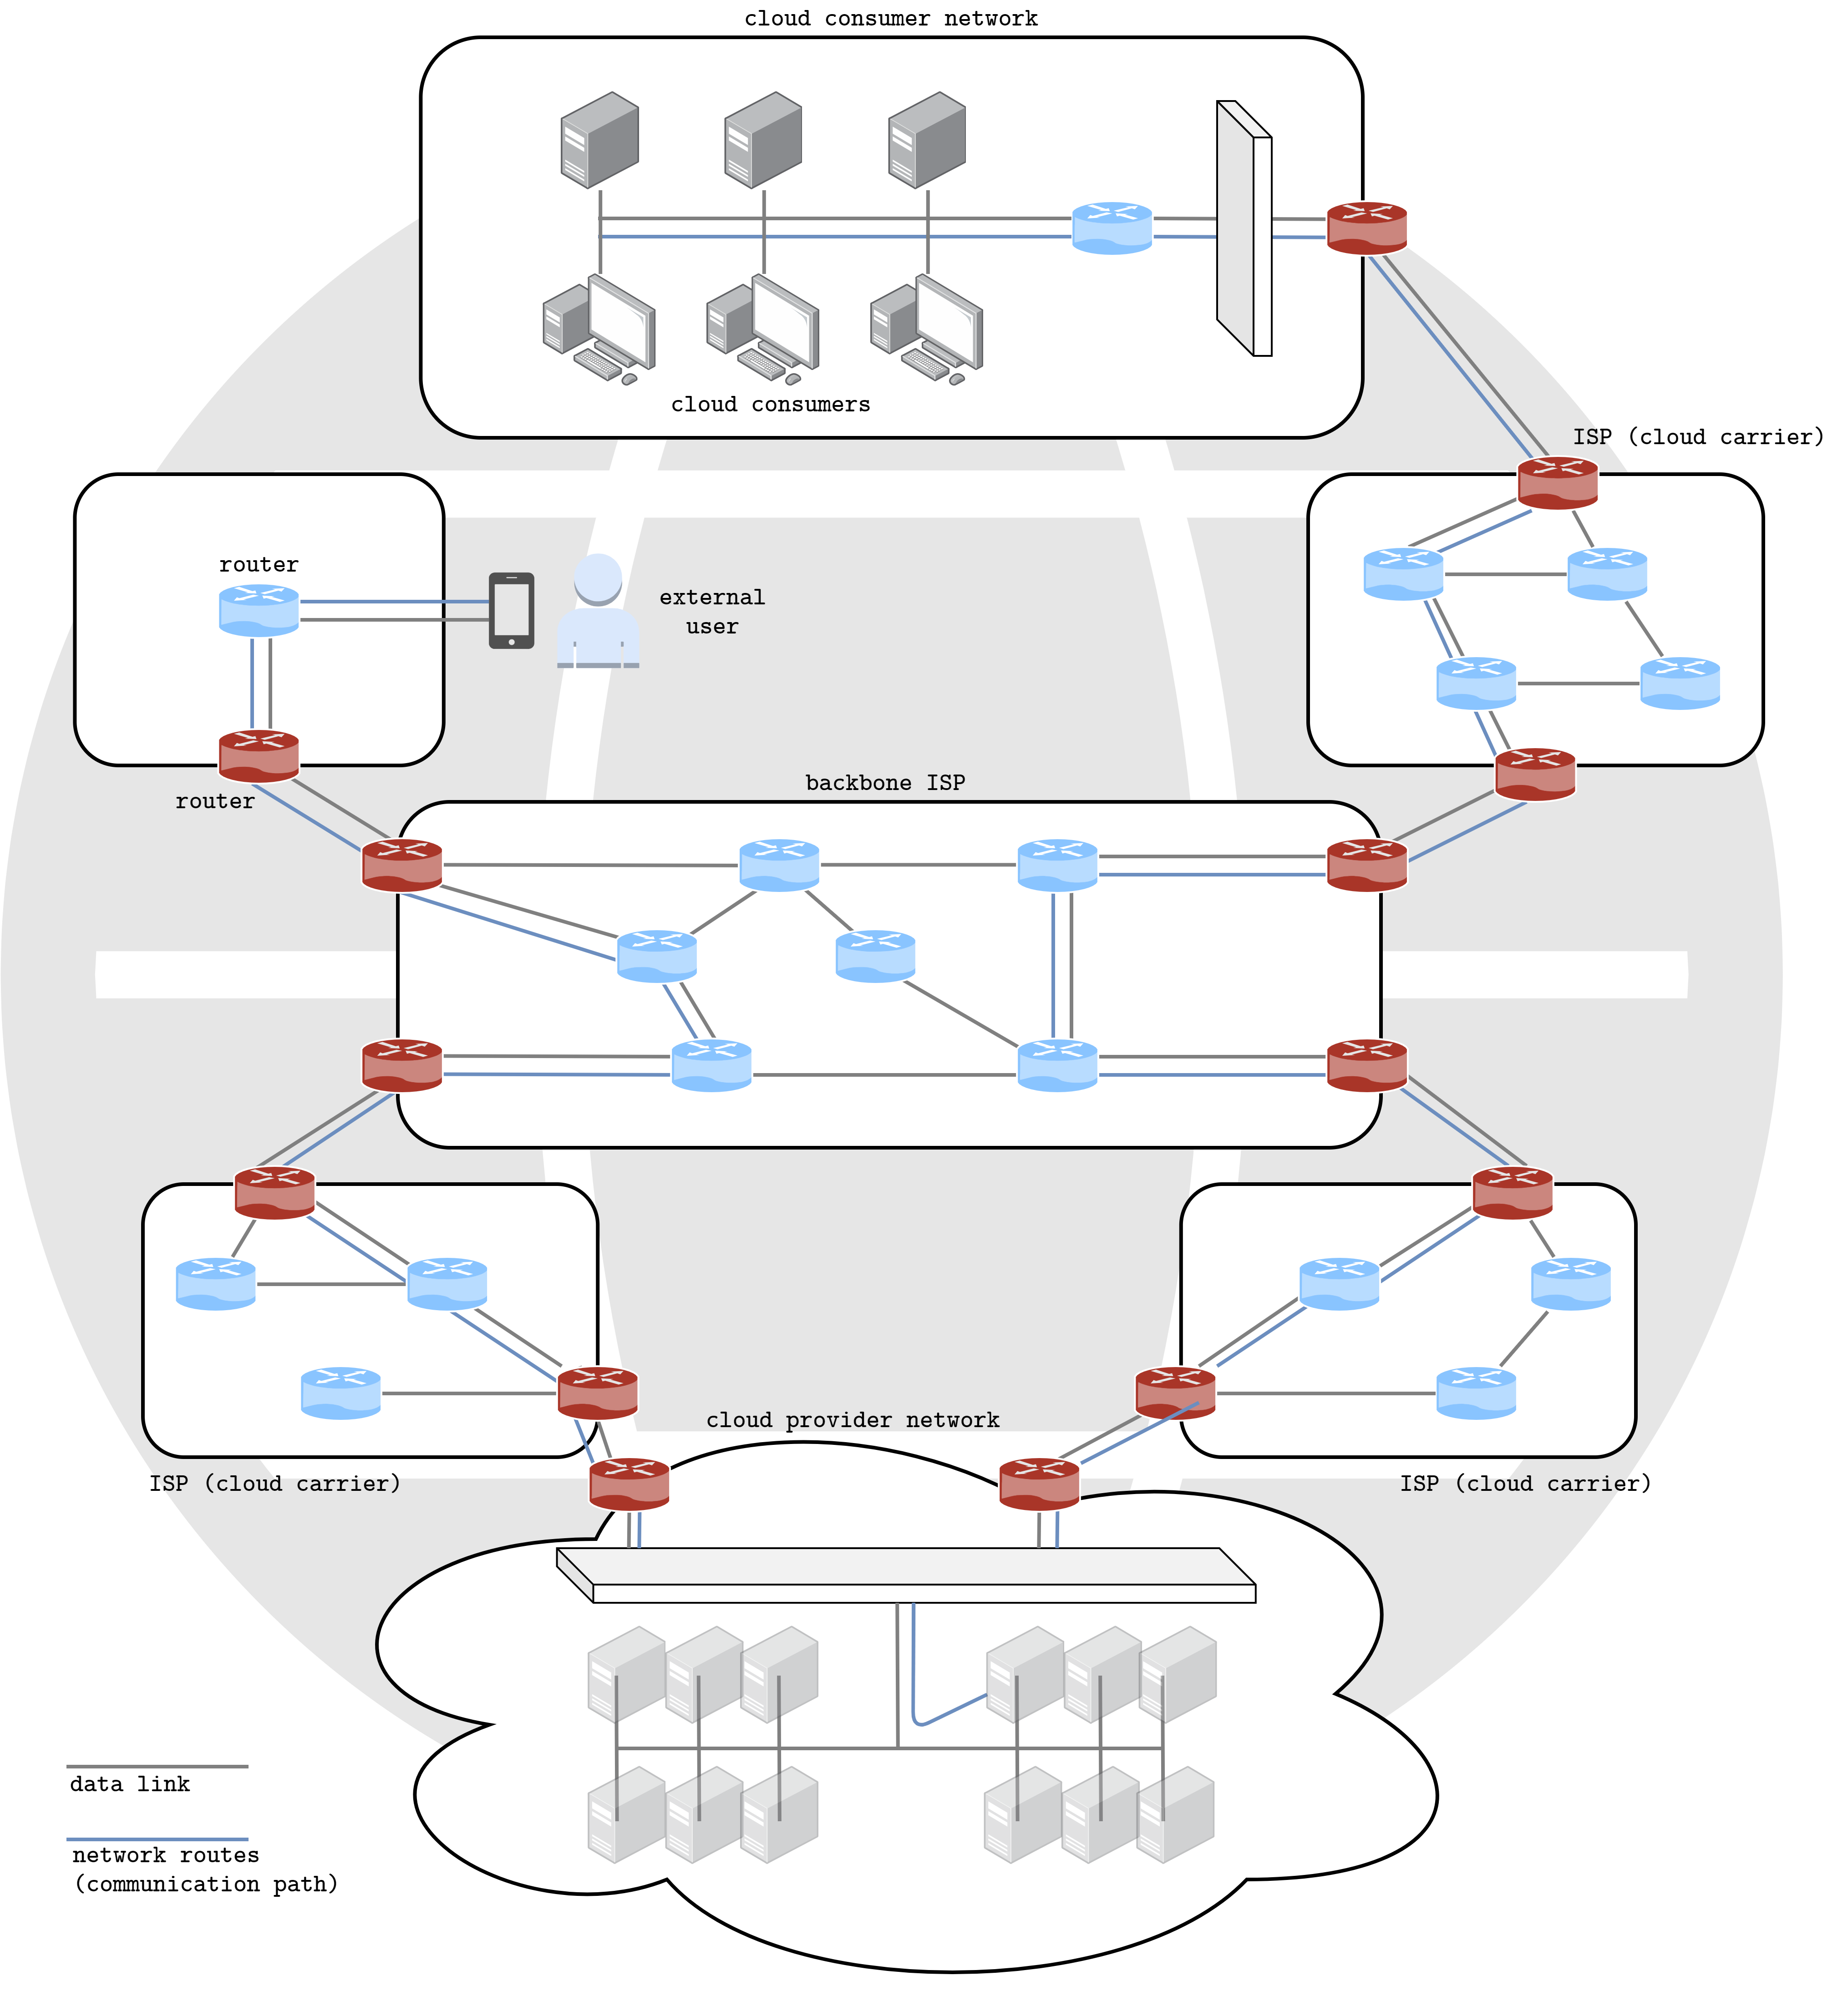 cloud consumer network
cloud consumers
ISP (cloud carrier)
router
external
user
router
backbone ISP
cloud provider network
ISP (cloud carrier)
ISP (cloud carrier)
data link
network routes
(communication path)